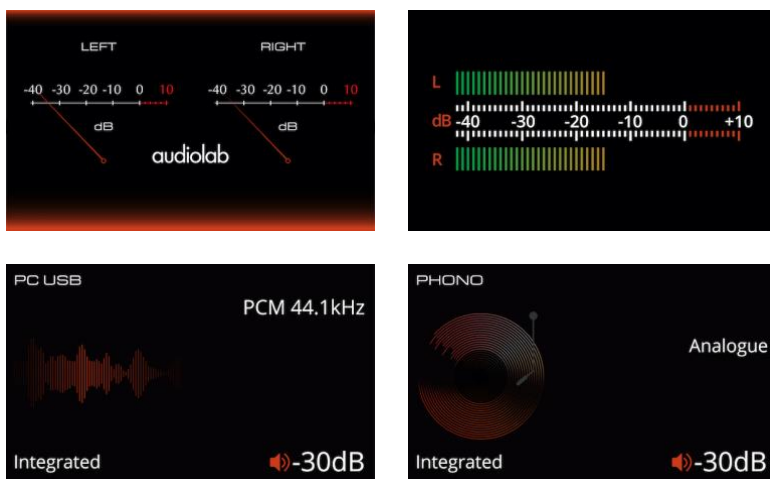 LEFT RIGHT
-40 -30 -20 -10 0 10 -40 -30 -20 -10 0 10
dB dB
audiolab
L
dB -40 -30 -20 -10 0 +10
R
PC USB
PCM 44.1kHz
Integrated -30dB
PHONO
Analogue
Integrated -30dB